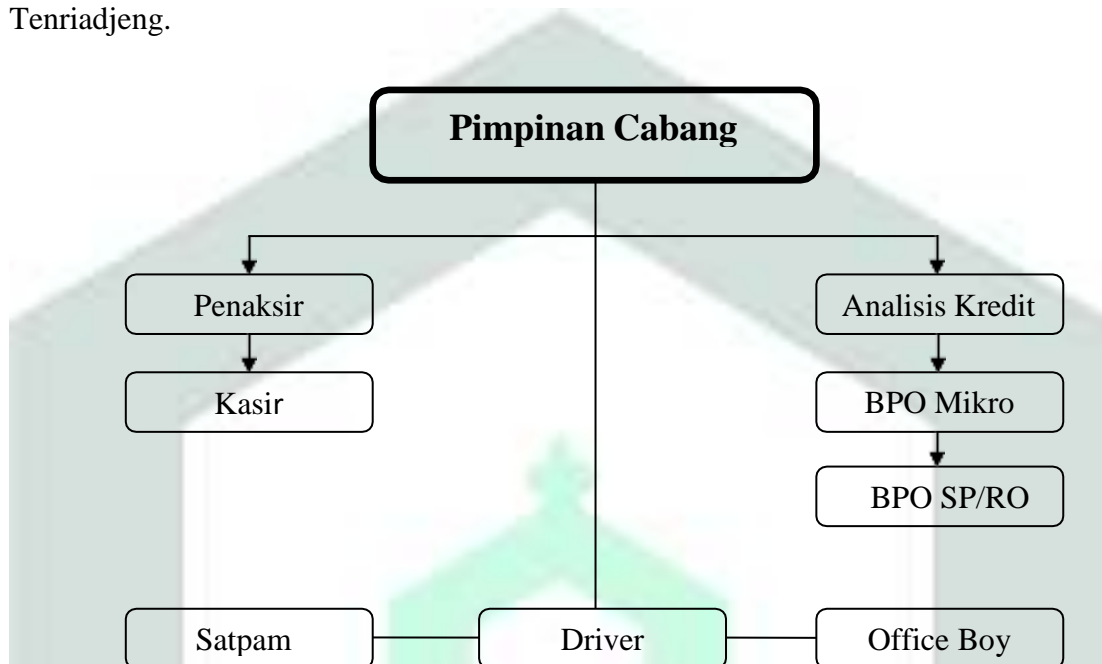 Tenriadjeng.
Pimpinan Cabang
Penaksir
Analisis Kredit
Kasir
BPO Mikro
BPO SP/RO
Satpam
Driver
Office Boy